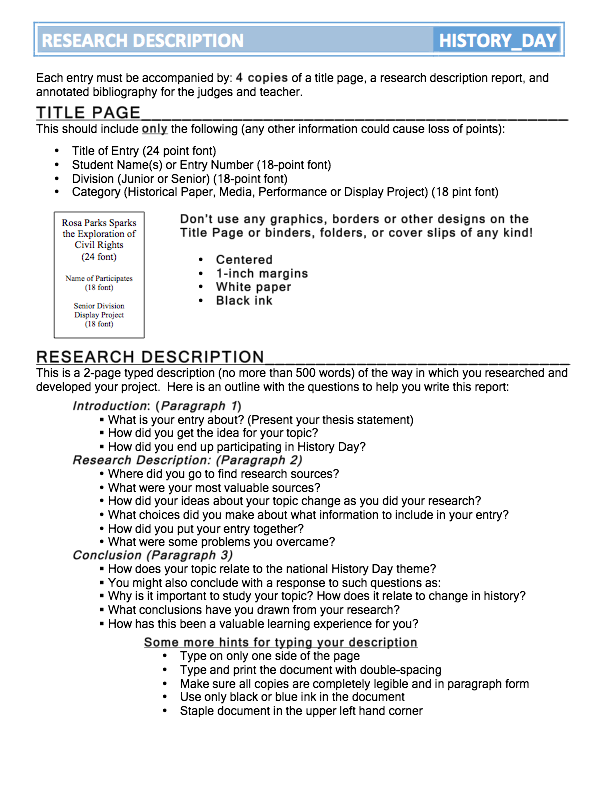 RESEARCH DESCRIPTION HISTORY_DAY
Each entry must be accompanied by: 4 copies of a title page, a research description report, and
annotated bibliography for the judges and teacher.
TITLE PAGE
This should include only the following (any other information could cause loss of points):
• Title of Entry (24 point font)
• Student Name(s) or Entry Number (18-point font)
• Division (Junior or Senior) (18-point font)
• Category (Historical Paper, Media, Performance or Display Project) (18 pint font)
Rosa Parks Sparks
the Exploration of
Civil Rights
(24 font)
Name of Participates
(18 font)
Senior Division
Display Project
(18 font)
Don't use any graphics, borders or other designs on the
Title Page or binders, folders, or cover slips of any kind!
• Centered
• 1-inch margins
• White paper
• Black ink
RESEARCH DESCRIPTION
This is a 2-page typed description (no more than 500 words) of the way in which you researched and
developed your project.  Here is an outline with the questions to help you write this report:
Introduction: (Paragraph 1)
▪ What is your entry about? (Present your thesis statement)
▪ How did you get the idea for your topic?
▪ How did you end up participating in History Day?
Research Description: (Paragraph 2)
• Where did you go to find research sources?
• What were your most valuable sources?
• How did your ideas about your topic change as you did your research?
• What choices did you make about what information to include in your entry?
• How did you put your entry together?
• What were some problems you overcame?
Conclusion (Paragraph 3)
▪ How does your topic relate to the national History Day theme?
▪ You might also conclude with a response to such questions as:
▪ Why is it important to study your topic? How does it relate to change in history?
▪ What conclusions have you drawn from your research?
▪ How has this been a valuable learning experience for you?
Some more hints for typing your description
• Type on only one side of the page
• Type and print the document with double-spacing
• Make sure all copies are completely legible and in paragraph form
• Use only black or blue ink in the document
• Staple document in the upper left hand corner